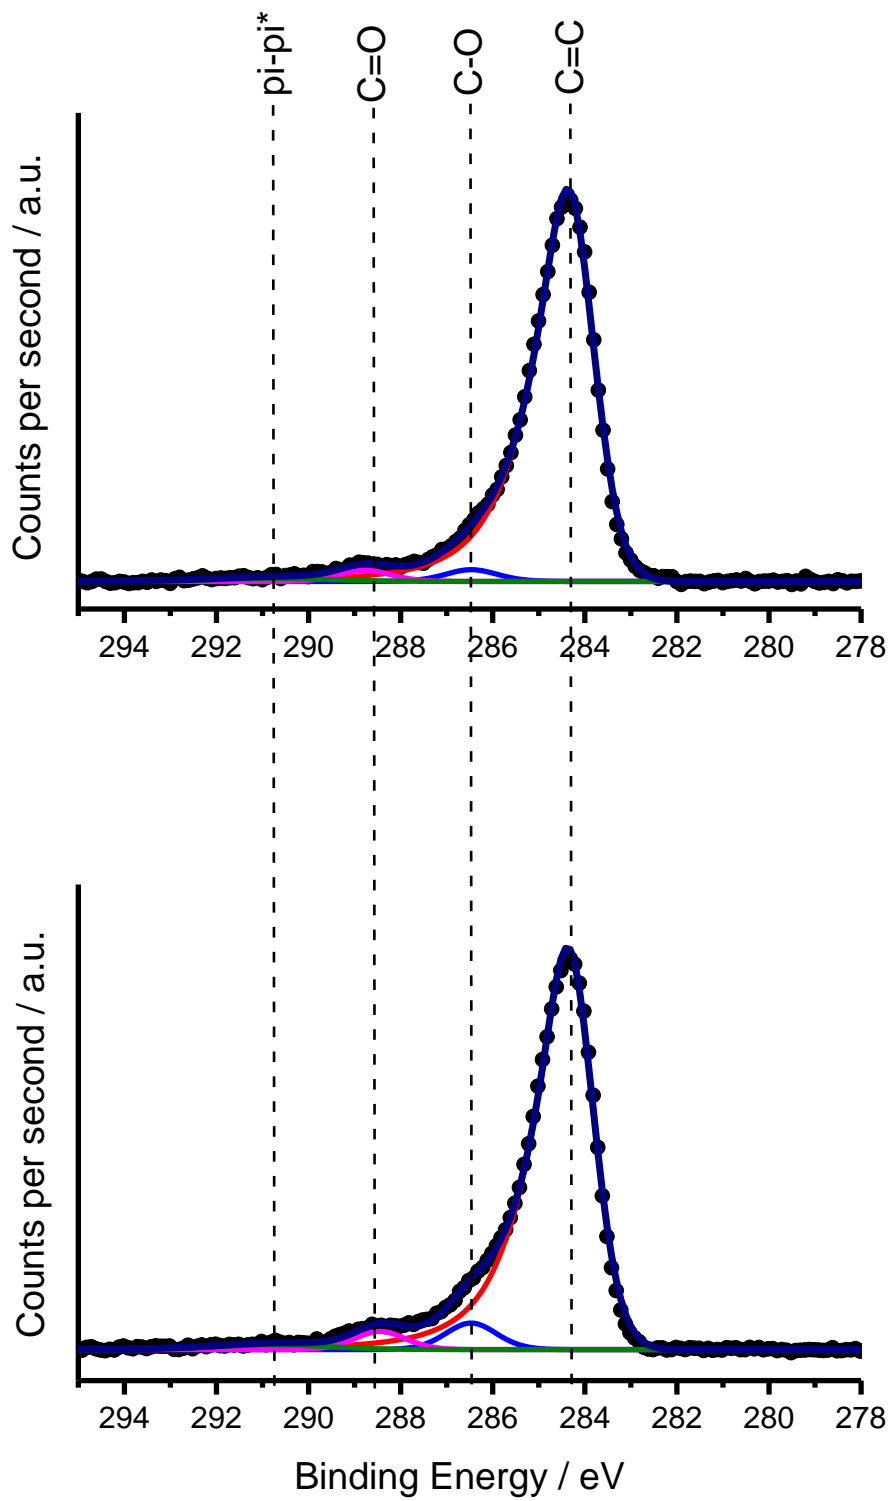 pi-pi*
C=O
C-O
C=C
Counts per second / a.u.
294 292 290 288 286 284 282 280 278
Counts per second / a.u.
294 292 290 288 286 284 282 280 278
Binding Energy / eV